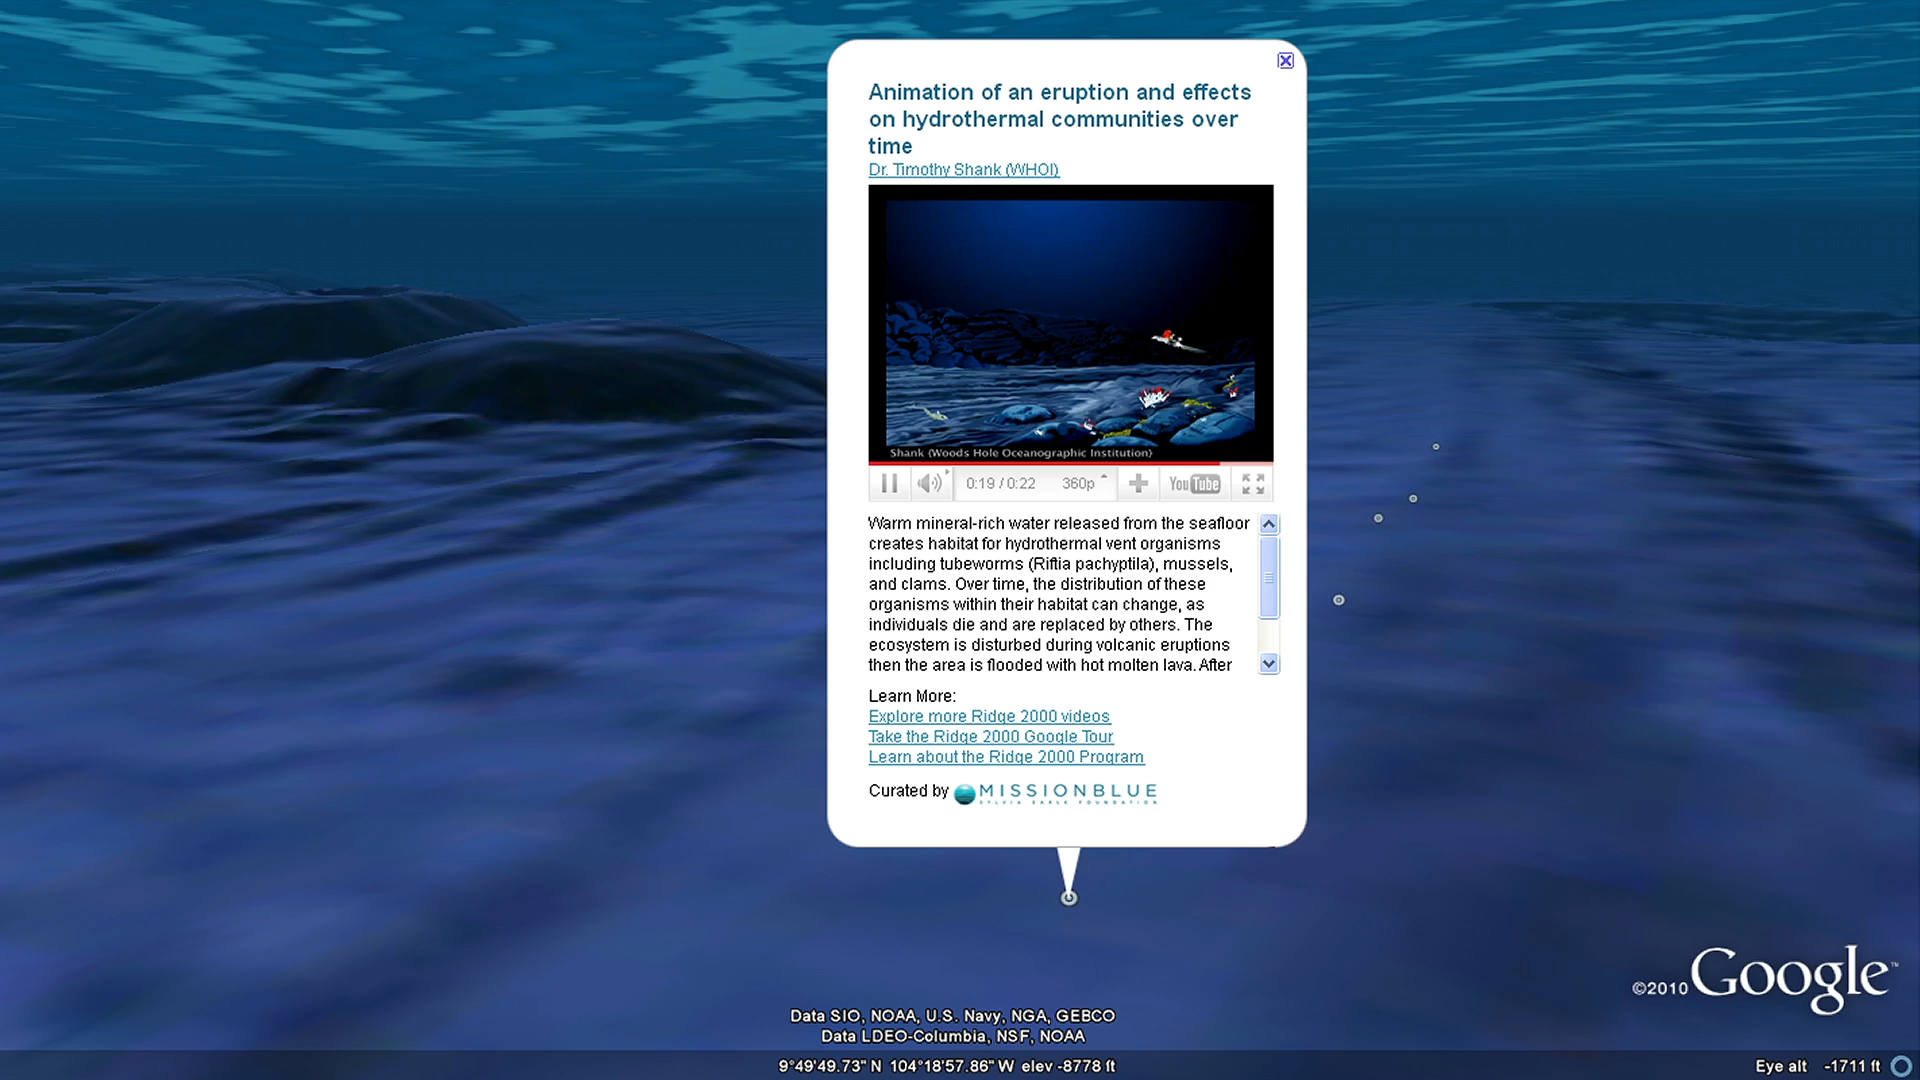 Animation of an eruption and effects
on hydrothermal communities over
time
Dr. Timothy Shank (WHOI)
Shank (Woods Hole Oceanographic Institution)
0:19 / 0:22 360p YouTube
Warm mineral-rich water released from the seafloor
creates habitat for hydrothermal vent organisms
including tubeworms (Riftia pachyptila), mussels,
and clams. Over time, the distribution of these
organisms within their habitat can change, as
individuals die and are replaced by others. The
ecosystem is disturbed during volcanic eruptions
then the area is flooded with hot molten lava. After
Learn More:
Explore more Ridge 2000 videos
Take the Ridge 2000 Google Tour
Learn about the Ridge 2000 Program
Curated by MISSIONBLUE
SYLVIA EARLE FOUNDATION
©2010 Google™
Data SIO, NOAA, U.S. Navy, NGA, GEBCO
Data LDEO-Columbia, NSF, NOAA
9°49'49.73" N 104°18'57.86" W elev -8778 ft
Eye alt -1711 ft